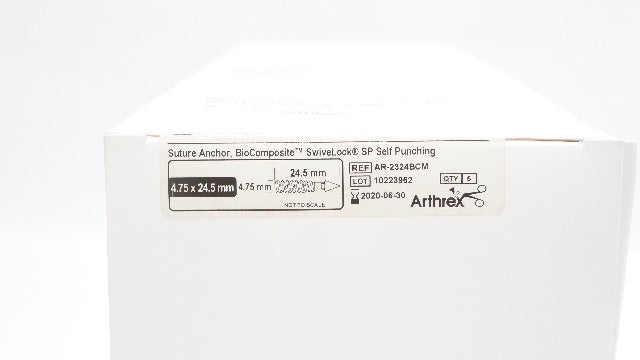 Suture Anchor, BioComposite™ SwiveLock® SP Self Punching
4.75 x 24.5 mm
24.5 mm
4.75 mm
NOT TO SCALE
REF AR-2324BCM
LOT 10223962
2020-06-30
QTY 5
Arthrex